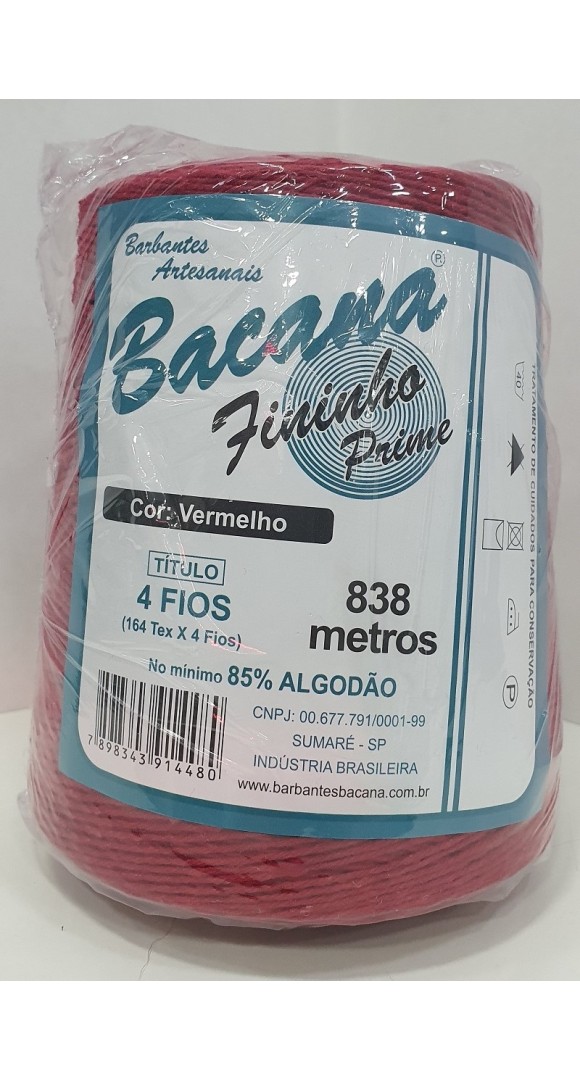 Barbantes
Artesanais
Bacana
Fininho
Prime
Cor: Vermelho
TÍTULO
4 FIOS
(164 Tex X 4 Fios)
838
metros
No mínimo 85% ALGODÃO
7 898343 914480
CNPJ: 00.677.791/0001-99
SUMARÉ - SP
INDÚSTRIA BRASILEIRA
www.barbantesbacana.com.br
TRATAMENTO DE CUIDADOS PARA CONSERVAÇÃO
40
P